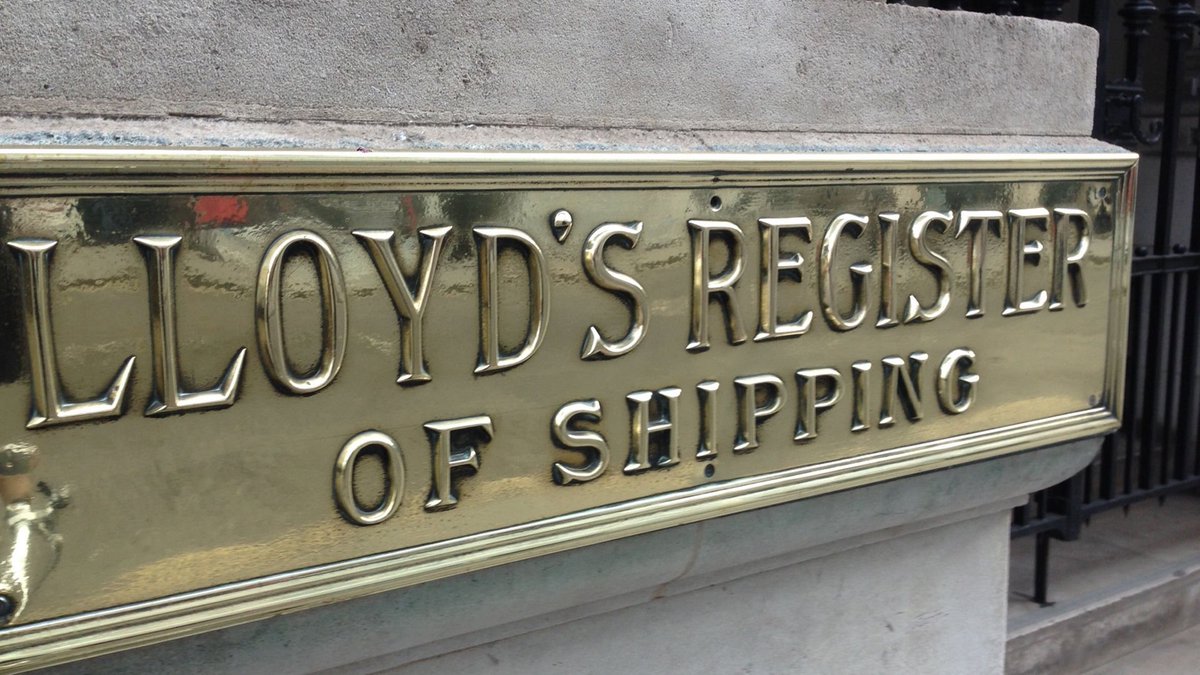 LLOYD'S REGISTER
OF SHIPPING